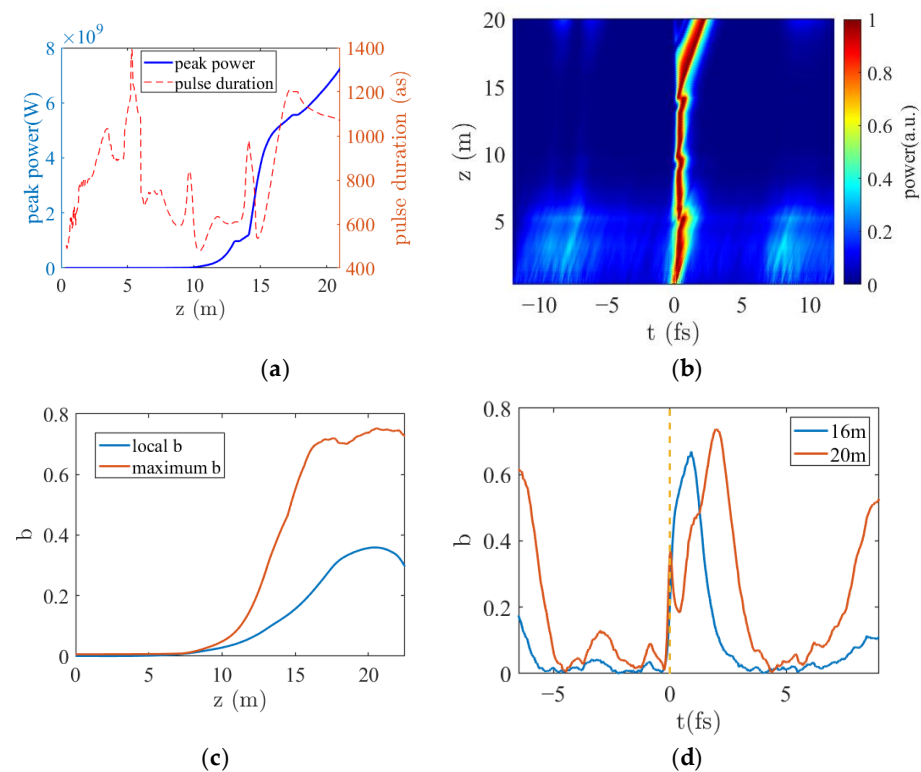 ×10⁹
8
6
4
2
0
peak power(W)
peak power
pulse duration
1400
1200
1000
800
600
400
pulse duration (as)
0 5 10 15 20
z (m)
(a)
20
15
10
5
z (m)
−10 −5 0 5 10
t (fs)
1
0.8
0.6
0.4
0.2
0
power(a.u.)
(b)
0.8
0.6
0.4
0.2
0
b
local b
maximum b
0 5 10 15 20
z (m)
(c)
0.8
0.6
0.4
0.2
0
b
16m
20m
−5 0 5
t(fs)
(d)